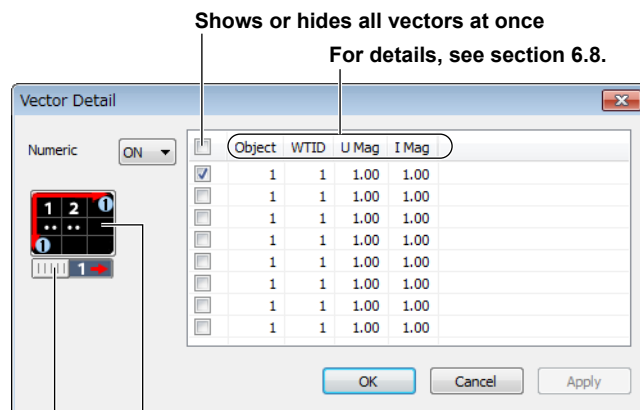 Shows or hides all vectors at once
For details, see section 6.8.
Vector Detail
Numeric ON
Object WTID U Mag I Mag
1 1 1.00 1.00
1 1 1.00 1.00
1 1 1.00 1.00
1 1 1.00 1.00
1 1 1.00 1.00
1 1 1.00 1.00
1 1 1.00 1.00
1 1 1.00 1.00
1 2 1
1
1
OK Cancel Apply